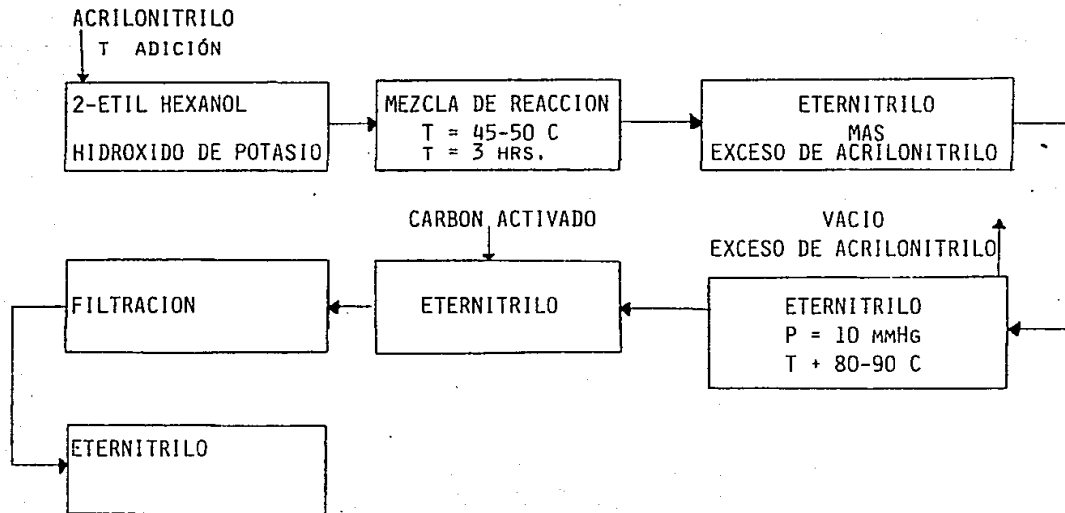 ACRILONITRILO
T ADICIÓN
2-ETIL HEXANOL
HIDROXIDO DE POTASIO
MEZCLA DE REACCION
T = 45-50 C
T = 3 HRS.
ETERNITRILO
MAS
EXCESO DE ACRILONITRILO
VACIO
EXCESO DE ACRILONITRILO
ETERNITRILO
P = 10 MMHG
T + 80-90 C
CARBON ACTIVADO
ETERNITRILO
FILTRACION
ETERNITRILO